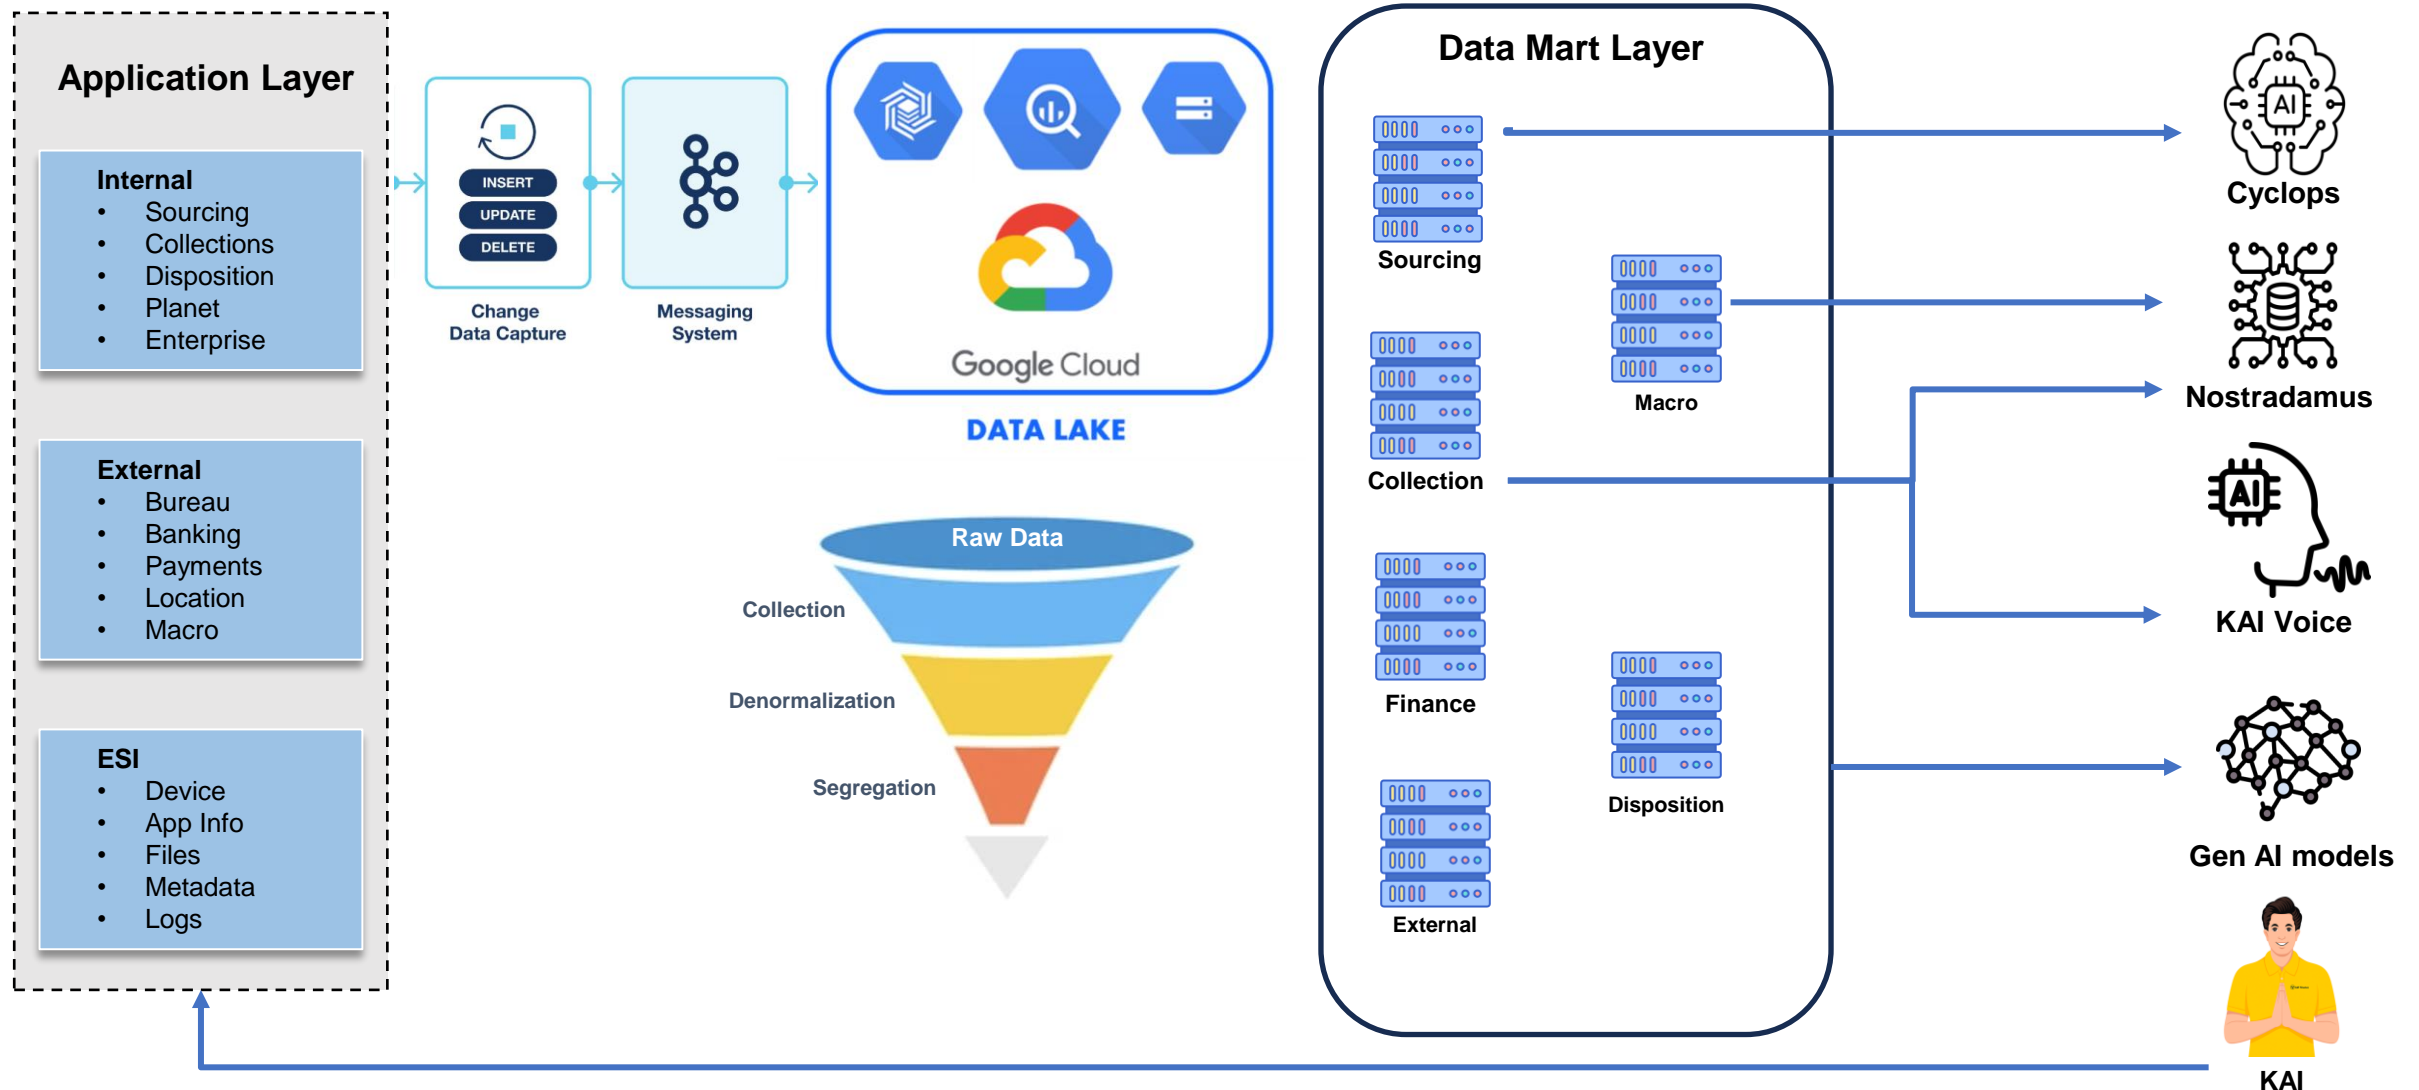 Application Layer
Internal
• Sourcing
• Collections
• Disposition
• Planet
• Enterprise
External
• Bureau
• Banking
• Payments
• Location
• Macro
ESI
• Device
• App Info
• Files
• Metadata
• Logs
INSERT
UPDATE
DELETE
Change
Data Capture
Messaging
System
Google Cloud
DATA LAKE
Raw Data
Collection
Denormalization
Segregation
Data Mart Layer
Sourcing
Macro
Collection
Finance
Disposition
External
AI
Cyclops
Nostradamus
AI
KAI Voice
Gen AI models
KAI